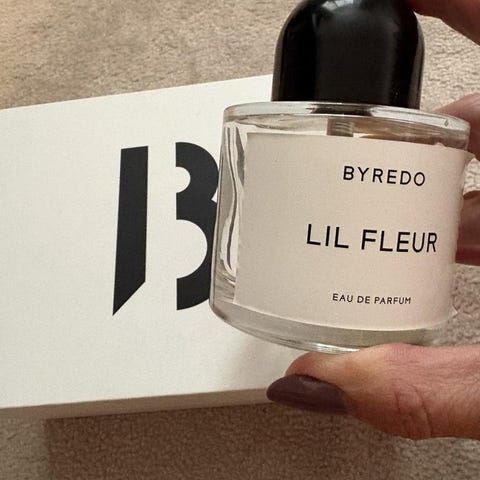 B
BYREDO
LIL FLEUR
EAU DE PARFUM